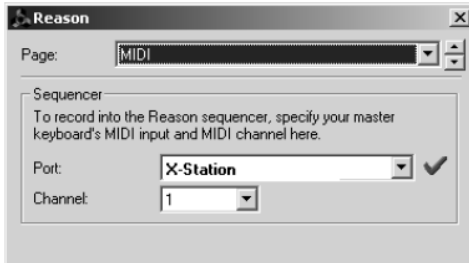 Reason
Page: MIDI
Sequencer
To record into the Reason sequencer, specify your master
keyboard's MIDI input and MIDI channel here.
Port: X-Station
Channel: 1